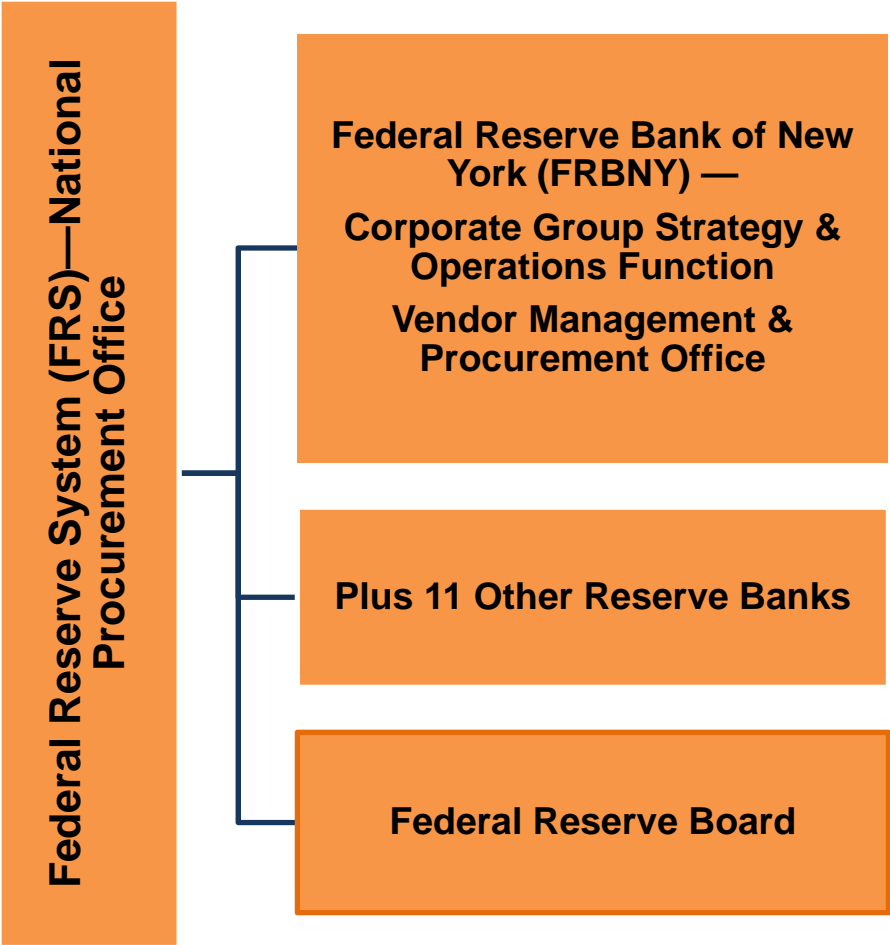 Federal Reserve System (FRS)—National
Procurement Office
Federal Reserve Bank of New
York (FRBNY) —
Corporate Group Strategy &
Operations Function
Vendor Management &
Procurement Office
Plus 11 Other Reserve Banks
Federal Reserve Board